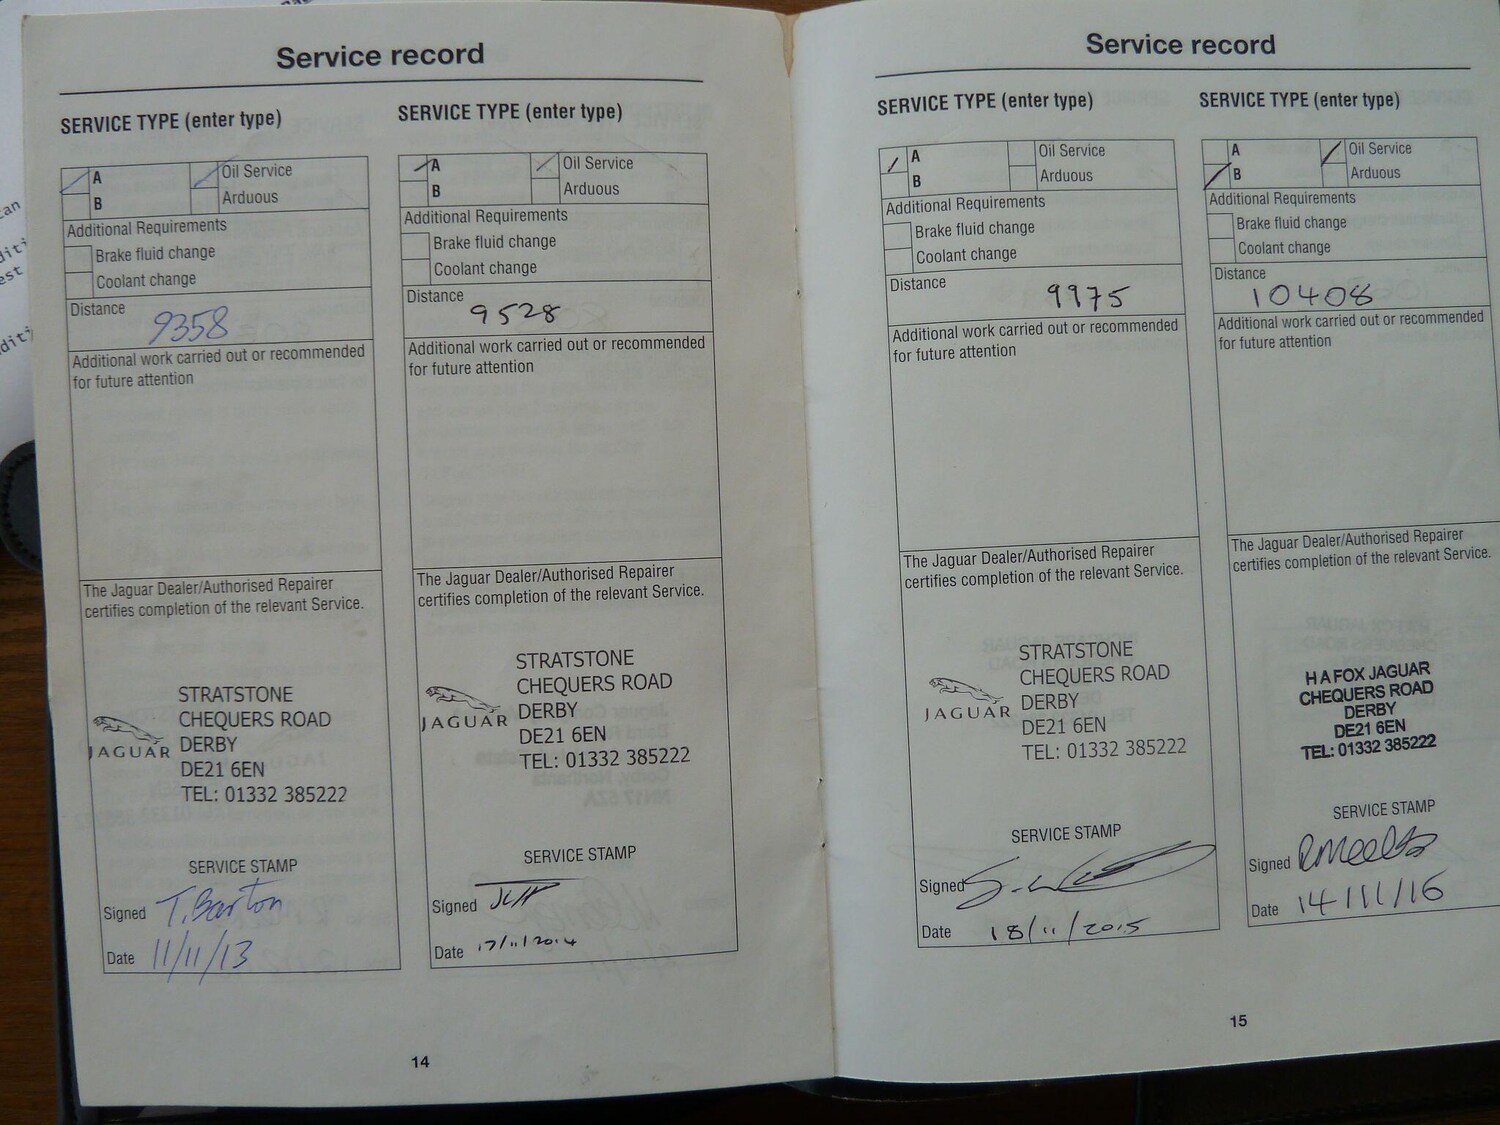 Service record
SERVICE TYPE (enter type)
A
Oil Service
B
Arduous
Additional Requirements
Brake fluid change
Coolant change
Distance
9358
Additional work carried out or recommended
for future attention
The Jaguar Dealer/Authorised Repairer
certifies completion of the relevant Service.
STRATSTONE
CHEQUERS ROAD
DERBY
JAGUAR
DE21 6EN
TEL: 01332 385222
SERVICE STAMP
Signed T. Barton
Date 11/11/13
SERVICE TYPE (enter type)
A
Oil Service
B
Arduous
Additional Requirements
Brake fluid change
Coolant change
Distance
9528
Additional work carried out or recommended
for future attention
The Jaguar Dealer/Authorised Repairer
certifies completion of the relevant Service.
STRATSTONE
CHEQUERS ROAD
DERBY
JAGUAR
DE21 6EN
TEL: 01332 385222
SERVICE STAMP
Signed
Date 17/11/2014
14
Service record
SERVICE TYPE (enter type)
A
Oil Service
B
Arduous
Additional Requirements
Brake fluid change
Coolant change
Distance
9975
Additional work carried out or recommended
for future attention
The Jaguar Dealer/Authorised Repairer
certifies completion of the relevant Service.
STRATSTONE
CHEQUERS ROAD
DERBY
JAGUAR
DE21 6EN
TEL: 01332 385222
SERVICE STAMP
Signed
Date 18/11/2015
SERVICE TYPE (enter type)
A
Oil Service
B
Arduous
Additional Requirements
Brake fluid change
Coolant change
Distance
10408
Additional work carried out or recommended
for future attention
The Jaguar Dealer/Authorised Repairer
certifies completion of the relevant Service.
H A FOX JAGUAR
CHEQUERS ROAD
DERBY
DE21 6EN
TEL: 01332 385222
SERVICE STAMP
Signed
Date 14/11/16
15